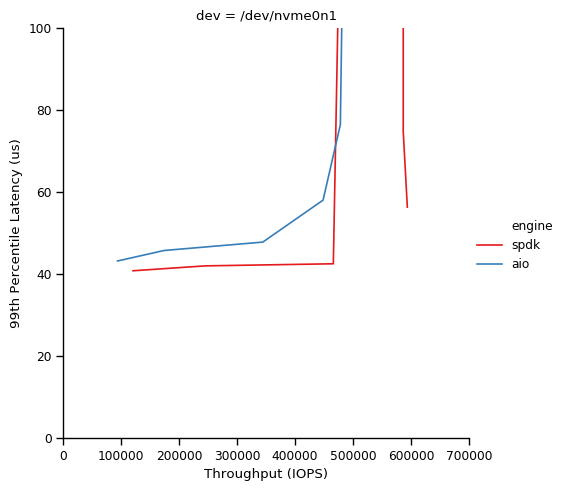 dev = /dev/nvme0n1
100
80
60
40
20
0
99th Percentile Latency (us)
0 100000 200000 300000 400000 500000 600000 700000
Throughput (IOPS)
engine
spdk
aio